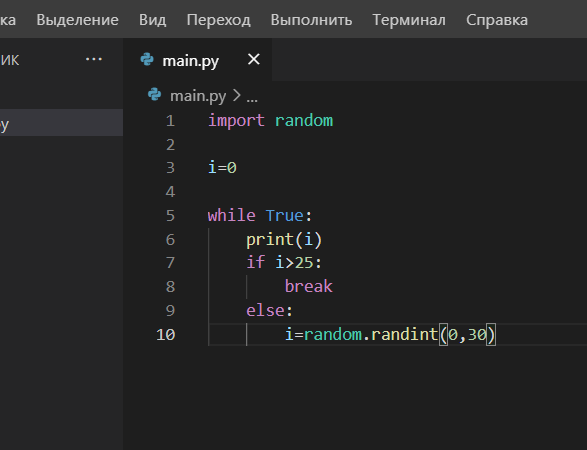 ка Выделение Вид Переход Выполнить Терминал Справка
ИК ... main.py ×
main.py > ...
1 import random
2
3 i=0
4
5 while True:
6     print(i)
7     if i>25:
8         break
9     else:
10         i=random.randint(0,30)